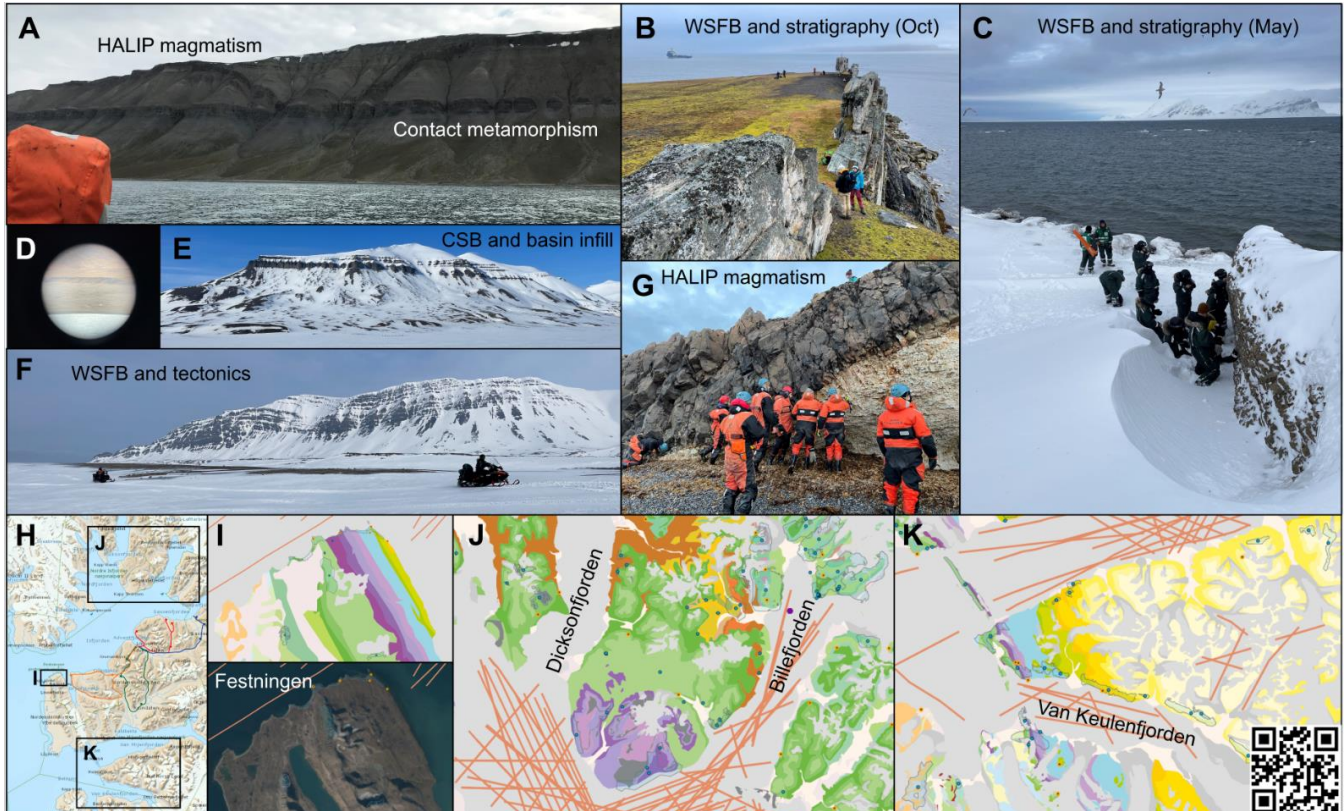 A
HALIP magmatism
Contact metamorphism
B
WSFB and stratigraphy (Oct)
C
WSFB and stratigraphy (May)
D
E
CSB and basin infill
F
WSFB and tectonics
G
HALIP magmatism
H
J
I
K
I
Festningen
J
Dicksonfjorden
Billefjorden
K
Van Keulenfjorden